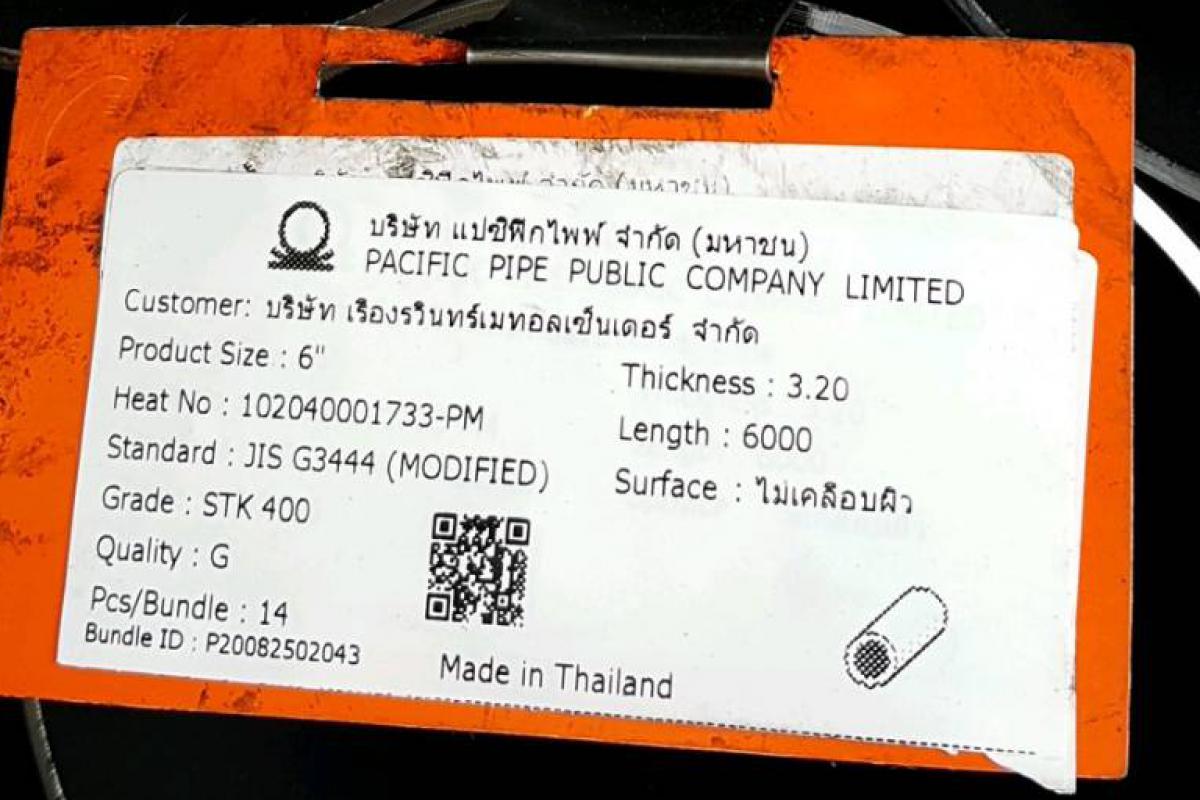 บริษัท แปซิฟิกไพพ์ จำกัด (มหาชน)
PACIFIC PIPE PUBLIC COMPANY LIMITED
Customer: บริษัท เรืองรวินทร์เมทอลเซ็นเตอร์ จำกัด
Product Size : 6"
Thickness : 3.20
Heat No : 102040001733-PM
Length : 6000
Standard : JIS G3444 (MODIFIED)
Surface : ไม่เคลือบผิว
Grade : STK 400
Quality : G
Pcs/Bundle : 14
Bundle ID : P20082502043
Made in Thailand